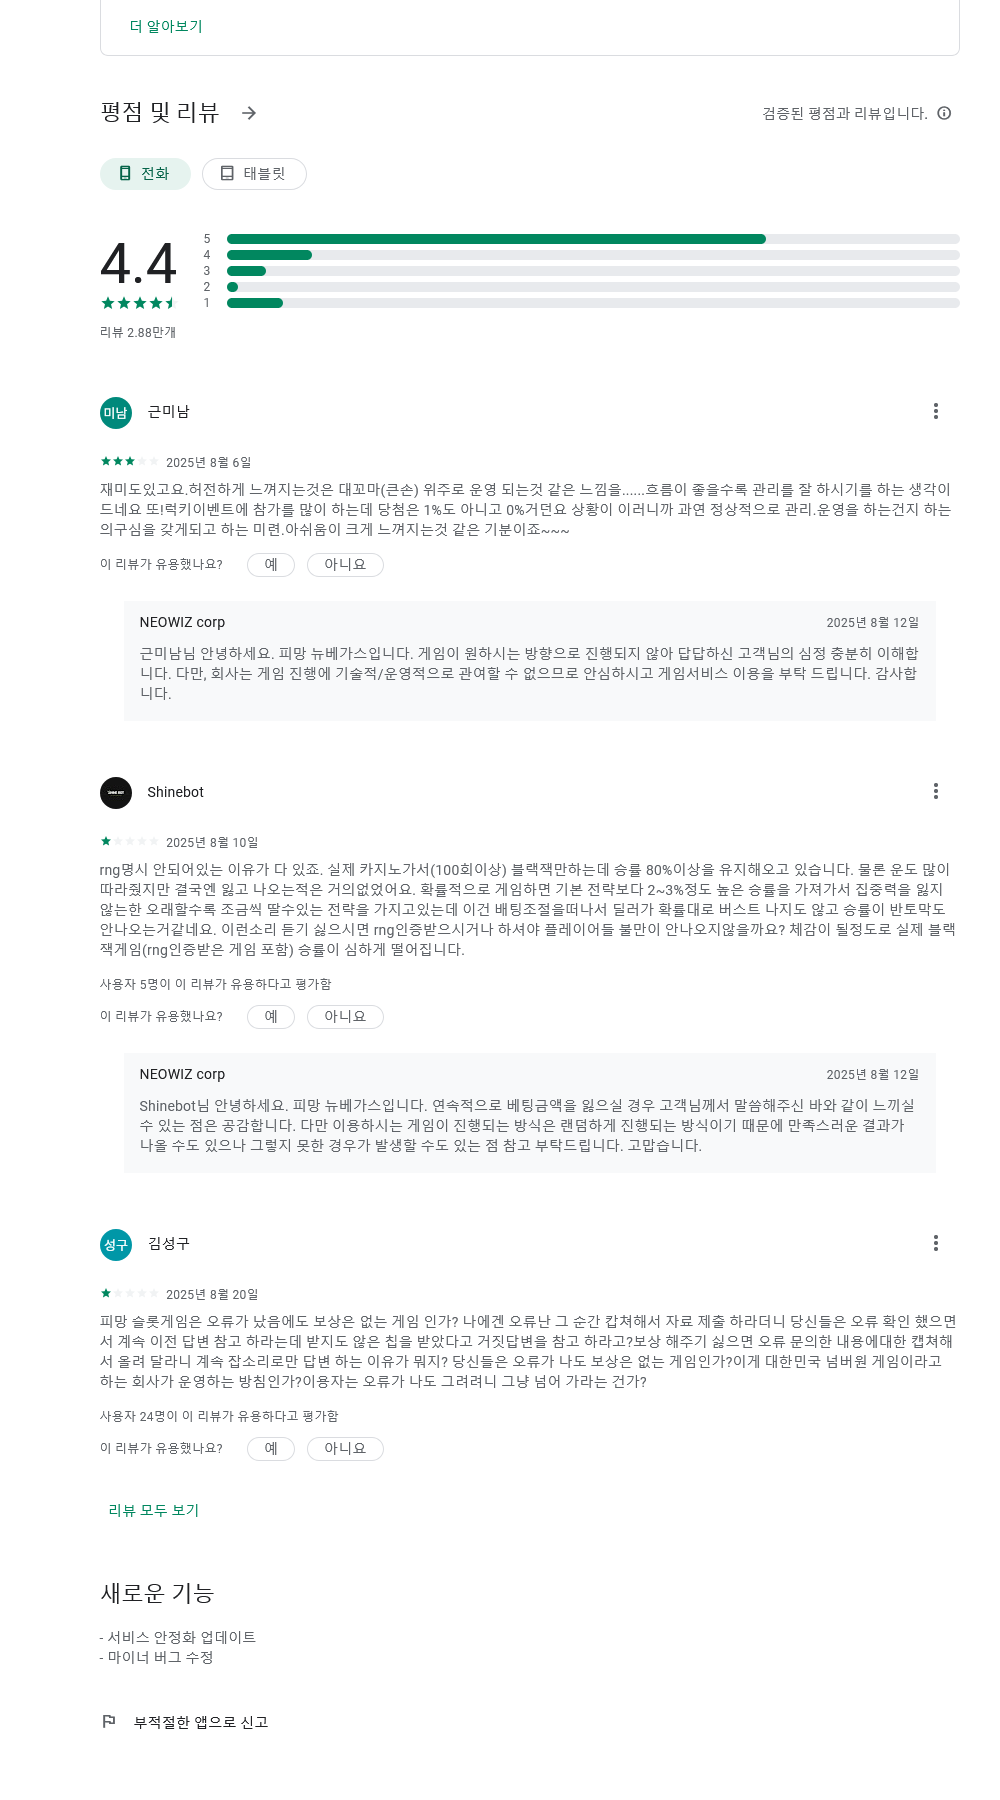 더 알아보기
평점 및 리뷰
검증된 평점과 리뷰입니다.
전화
태블릿
4.4
5
4
3
2
1
리뷰 2.88만개
미남
근미남
2025년 8월 6일
재미도있고요.허전하게 느껴지는것은 대꼬마(큰손) 위주로 운영 되는것 같은 느낌을......흐름이 좋을수록 관리를 잘 하시기를 하는 생각이
드네요 또!럭키이벤트에 참가를 많이 하는데 당첨은 1%도 아니고 0%거던요 상황이 이러니까 과연 정상적으로 관리.운영을 하는건지 하는
의구심을 갖게되고 하는 미련.아쉬움이 크게 느껴지는것 같은 기분이죠~~~
이 리뷰가 유용했나요?
예
아니요
NEOWIZ corp
2025년 8월 12일
근미남님 안녕하세요. 피망 뉴베가스입니다. 게임이 원하시는 방향으로 진행되지 않아 답답하신 고객님의 심정 충분히 이해합
니다. 다만, 회사는 게임 진행에 기술적/운영적으로 관여할 수 없으므로 안심하시고 게임서비스 이용을 부탁 드립니다. 감사합
니다.
SHINE BOT
Shinebot
2025년 8월 10일
rng명시 안되어있는 이유가 다 있죠. 실제 카지노가서(100회이상) 블랙잭만하는데 승률 80%이상을 유지해오고 있습니다. 물론 운도 많이
따라줬지만 결국엔 잃고 나오는적은 거의없었어요. 확률적으로 게임하면 기본 전략보다 2~3%정도 높은 승률을 가져가서 집중력을 잃지
않는한 오래할수록 조금씩 딸수있는 전략을 가지고있는데 이건 배팅조절을떠나서 딜러가 확률대로 버스트 나지도 않고 승률이 반토막도
안나오는거같네요. 이런소리 듣기 싫으시면 rng인증받으시거나 하셔야 플레이어들 불만이 안나오지않을까요? 체감이 될정도로 실제 블랙
잭게임(rng인증받은 게임 포함) 승률이 심하게 떨어집니다.
사용자 5명이 이 리뷰가 유용하다고 평가함
이 리뷰가 유용했나요?
예
아니요
NEOWIZ corp
2025년 8월 12일
Shinebot님 안녕하세요. 피망 뉴베가스입니다. 연속적으로 베팅금액을 잃으실 경우 고객님께서 말씀해주신 바와 같이 느끼실
수 있는 점은 공감합니다. 다만 이용하시는 게임이 진행되는 방식은 랜덤하게 진행되는 방식이기 때문에 만족스러운 결과가
나올 수도 있으나 그렇지 못한 경우가 발생할 수도 있는 점 참고 부탁드립니다. 고맙습니다.
성구
김성구
2025년 8월 20일
피망 슬롯게임은 오류가 났음에도 보상은 없는 게임 인가? 나에겐 오류난 그 순간 캅쳐해서 자료 제출 하라더니 당신들은 오류 확인 했으면
서 계속 이전 답변 참고 하라는데 받지도 않은 칩을 받았다고 거짓답변을 참고 하라고?보상 해주기 싫으면 오류 문의한 내용에대한 캡쳐해
서 올려 달라니 계속 잡소리로만 답변 하는 이유가 뭐지? 당신들은 오류가 나도 보상은 없는 게임인가?이게 대한민국 넘버원 게임이라고
하는 회사가 운영하는 방침인가?이용자는 오류가 나도 그려려니 그냥 넘어 가라는 건가?
사용자 24명이 이 리뷰가 유용하다고 평가함
이 리뷰가 유용했나요?
예
아니요
리뷰 모두 보기
새로운 기능
- 서비스 안정화 업데이트
- 마이너 버그 수정
부적절한 앱으로 신고